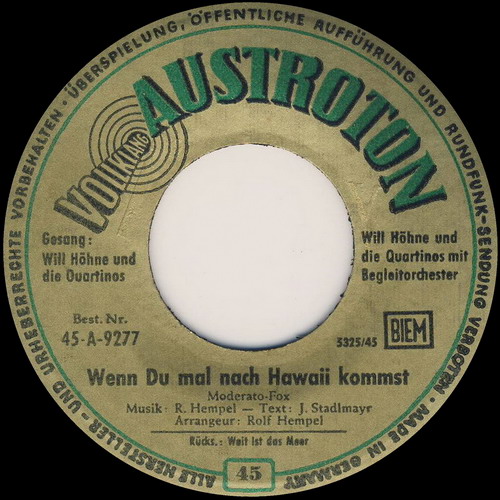 ALLE HERSTELLER- UND URHEBERRECHTE VORBEHALTEN · ÜBERSPIELUNG, ÖFFENTLICHE AUFFÜHRUNG UND RUNDFUNK-SENDUNG VERBOTEN · MADE IN GERMANY
AUSTROTON
VOLLKLANG
Gesang:
Will Höhne und
die Quartinos
Will Höhne und
die Quartinos mit
Begleitorchester
Best. Nr.
45-A-9277
5325/45
BIEM
Wenn Du mal nach Hawaii kommst
Moderato-Fox
Musik: R. Hempel — Text: J. Stadlmayr
Arrangeur: Rolf Hempel
Rücks.: Weit ist das Meer
45